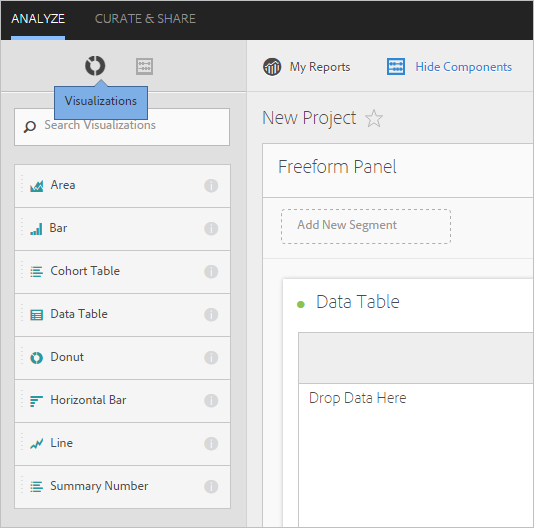 ANALYZE CURATE & SHARE
My Reports Hide Components
Visualizations
Search Visualizations
Area
Bar
Cohort Table
Data Table
Donut
Horizontal Bar
Line
Summary Number
New Project
Freeform Panel
Add New Segment
Data Table
Drop Data Here